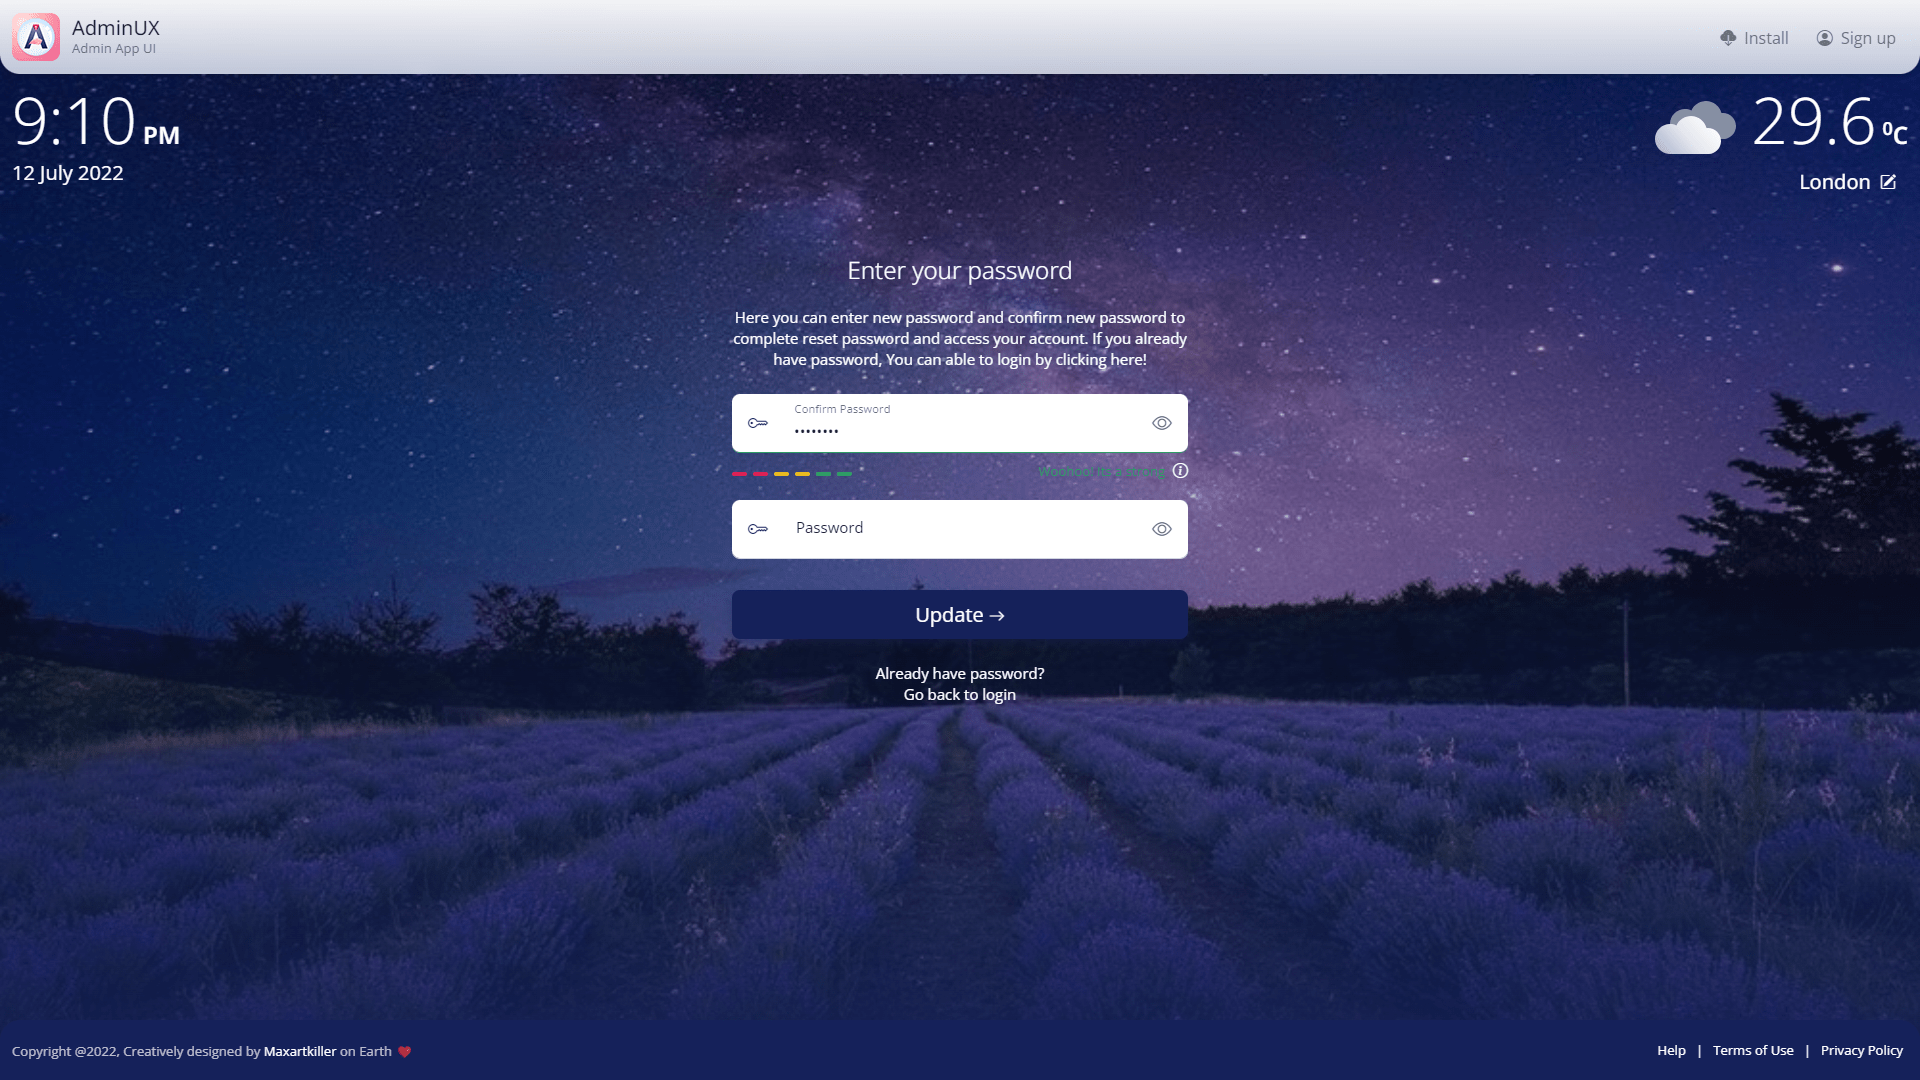 AdminUX
Admin App UI
Install
Sign up
9:10 PM
12 July 2022
29.6 ⁰C
London
Enter your password
Here you can enter new password and confirm new password to
complete reset password and access your account. If you already
have password, You can able to login by clicking here!
Confirm Password
••••••••
Password
Update →
Already have password?
Go back to login
Copyright @2022, Creatively designed by Maxartkiller on Earth
Help | Terms of Use | Privacy Policy